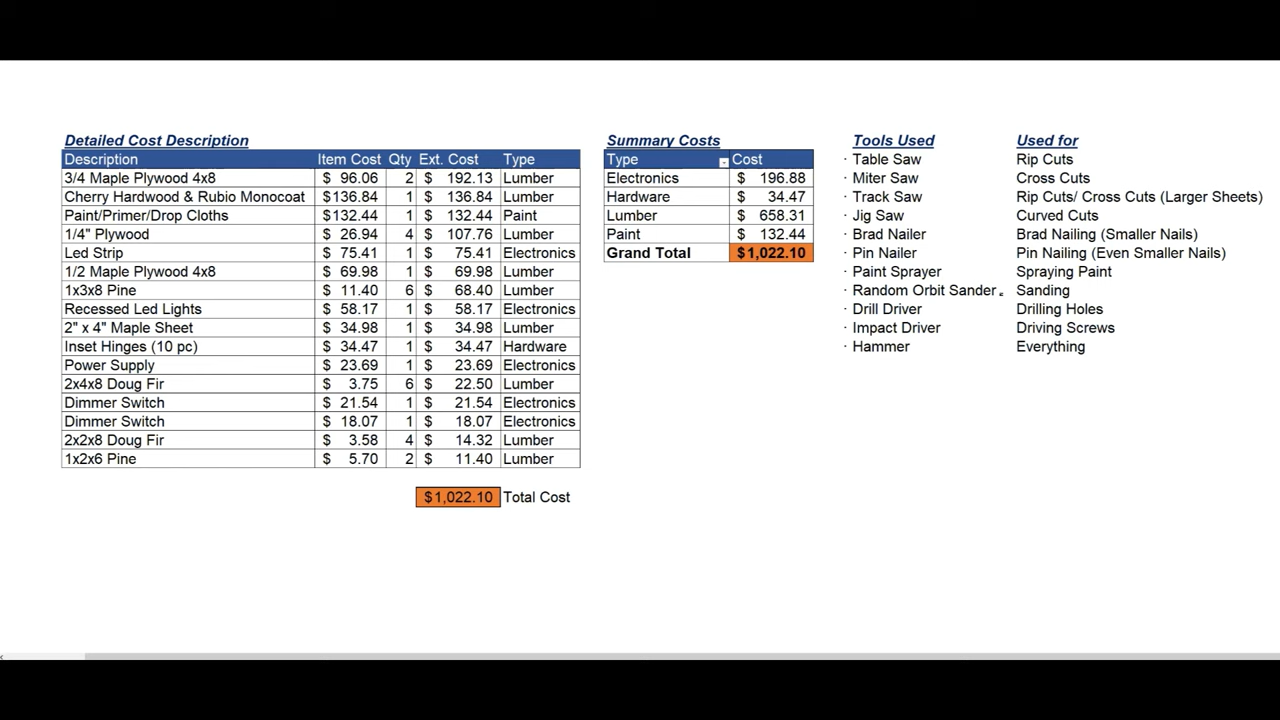 Detailed Cost Description
Description Item Cost Qty Ext. Cost Type
3/4 Maple Plywood 4x8 $ 96.06 2 $ 192.13 Lumber
Cherry Hardwood & Rubio Monocoat $136.84 1 $ 136.84 Lumber
Paint/Primer/Drop Cloths $132.44 1 $ 132.44 Paint
1/4" Plywood $ 26.94 4 $ 107.76 Lumber
Led Strip $ 75.41 1 $ 75.41 Electronics
1/2 Maple Plywood 4x8 $ 69.98 1 $ 69.98 Lumber
1x3x8 Pine $ 11.40 6 $ 68.40 Lumber
Recessed Led Lights $ 58.17 1 $ 58.17 Electronics
2" x 4" Maple Sheet $ 34.98 1 $ 34.98 Lumber
Inset Hinges (10 pc) $ 34.47 1 $ 34.47 Hardware
Power Supply $ 23.69 1 $ 23.69 Electronics
2x4x8 Doug Fir $ 3.75 6 $ 22.50 Lumber
Dimmer Switch $ 21.54 1 $ 21.54 Electronics
Dimmer Switch $ 18.07 1 $ 18.07 Electronics
2x2x8 Doug Fir $ 3.58 4 $ 14.32 Lumber
1x2x6 Pine $ 5.70 2 $ 11.40 Lumber
$1,022.10 Total Cost
Summary Costs
Type Cost
Electronics $ 196.88
Hardware $ 34.47
Lumber $ 658.31
Paint $ 132.44
Grand Total $1,022.10
Tools Used Used for
· Table Saw Rip Cuts
· Miter Saw Cross Cuts
· Track Saw Rip Cuts/ Cross Cuts (Larger Sheets)
· Jig Saw Curved Cuts
· Brad Nailer Brad Nailing (Smaller Nails)
· Pin Nailer Pin Nailing (Even Smaller Nails)
· Paint Sprayer Spraying Paint
· Random Orbit Sander Sanding
· Drill Driver Drilling Holes
· Impact Driver Driving Screws
· Hammer Everything